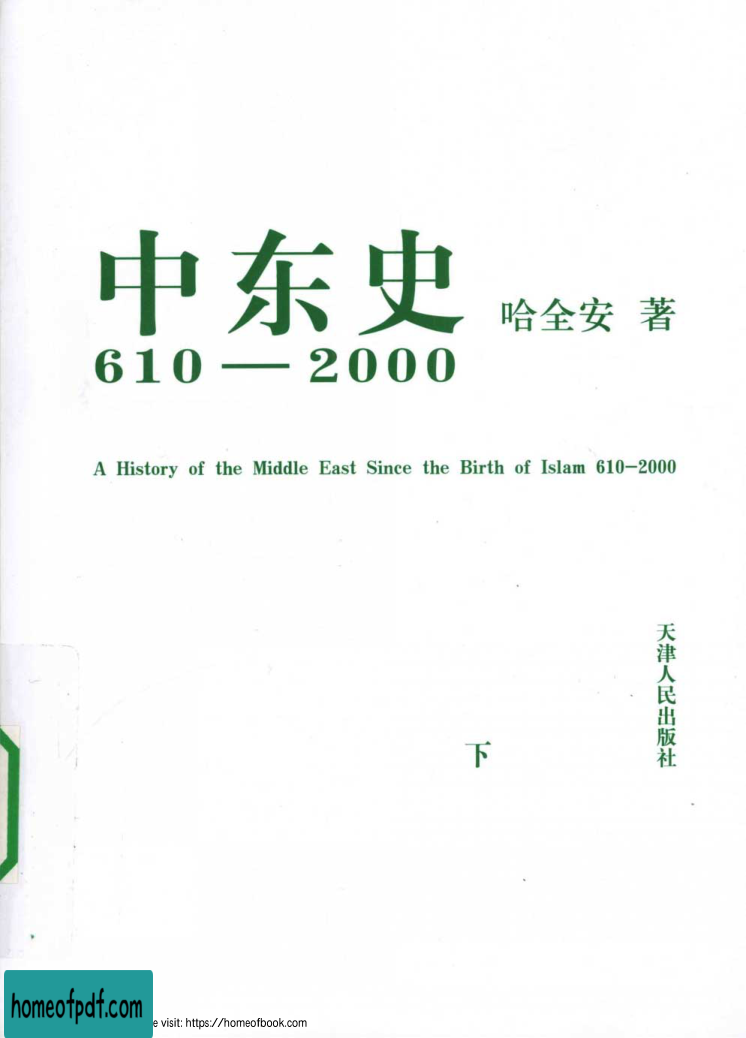 中东史 哈全安 著
610—2000
A History of the Middle East Since the Birth of Islam 610—2000
天津人民出版社
下
homeofpdf.com
e visit: https://homeofbook.com